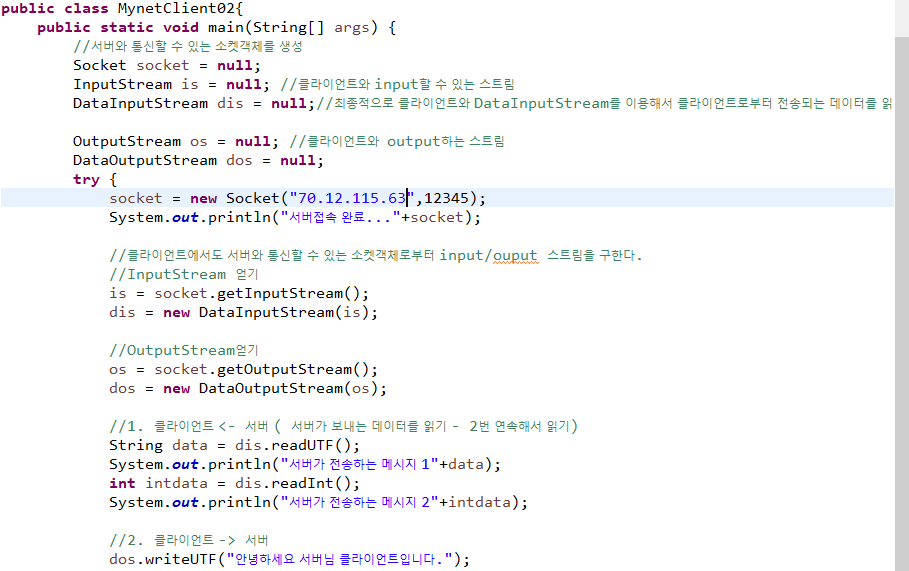 public class MynetClient02{
public static void main(String[] args) {
//서버와 통신할 수 있는 소켓객체를 생성
Socket socket = null;
InputStream is = null; //클라이언트와 input할 수 있는 스트림
DataInputStream dis = null;//최종적으로 클라이언트와 DataInputStream를 이용해서 클라이언트로부터 전송되는 데이터를 읽
OutputStream os = null; //클라이언트와 output하는 스트림
DataOutputStream dos = null;
try {
socket = new Socket("70.12.115.63",12345);
System.out.println("서버접속 완료..."+socket);
//클라이언트에서도 서버와 통신할 수 있는 소켓객체로부터 input/ouput 스트림을 구한다.
//InputStream 얻기
is = socket.getInputStream();
dis = new DataInputStream(is);
//OutputStream얻기
os = socket.getOutputStream();
dos = new DataOutputStream(os);
//1. 클라이언트 <- 서버 ( 서버가 보내는 데이터를 읽기 - 2번 연속해서 읽기)
String data = dis.readUTF();
System.out.println("서버가 전송하는 메시지 1"+data);
int intdata = dis.readInt();
System.out.println("서버가 전송하는 메시지 2"+intdata);
//2. 클라이언트 -> 서버
dos.writeUTF("안녕하세요 서버님 클라이언트입니다.");